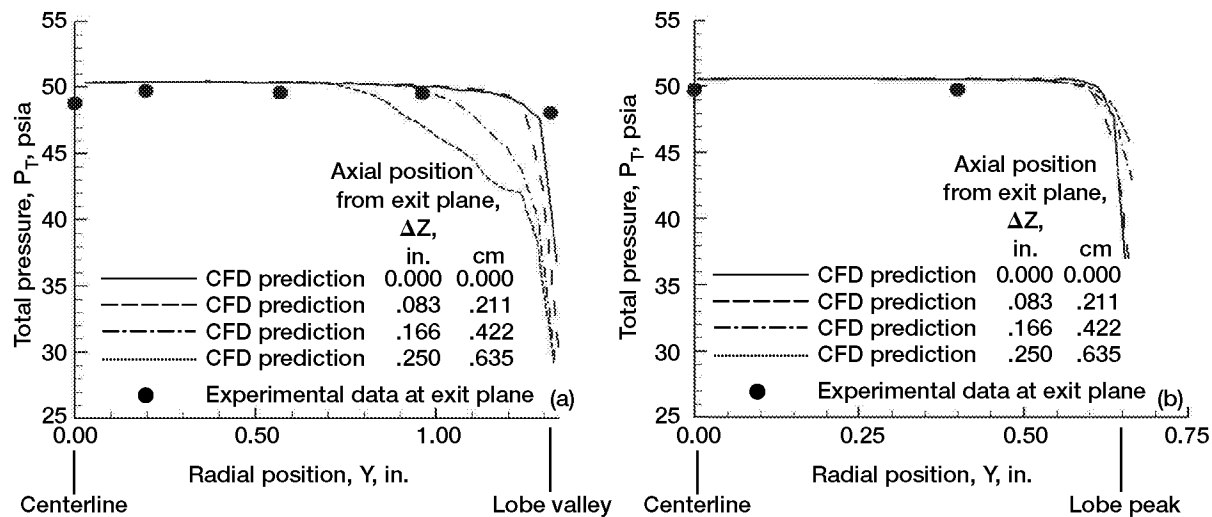 55
50
45
40
35
30
25
Total pressure, PT, psia
Axial position
from exit plane,
ΔZ,
in. cm
CFD prediction 0.000 0.000
CFD prediction .083 .211
CFD prediction .166 .422
CFD prediction .250 .635
Experimental data at exit plane (a)
0.00 0.50 1.00
Radial position, Y, in.
Centerline Lobe valley
55
50
45
40
35
30
25
Total pressure, PT, psia
Axial position
from exit plane,
ΔZ,
in. cm
CFD prediction 0.000 0.000
CFD prediction .083 .211
CFD prediction .166 .422
CFD prediction .250 .635
Experimental data at exit plane (b)
0.00 0.25 0.50 0.75
Radial position, Y, in.
Centerline Lobe peak